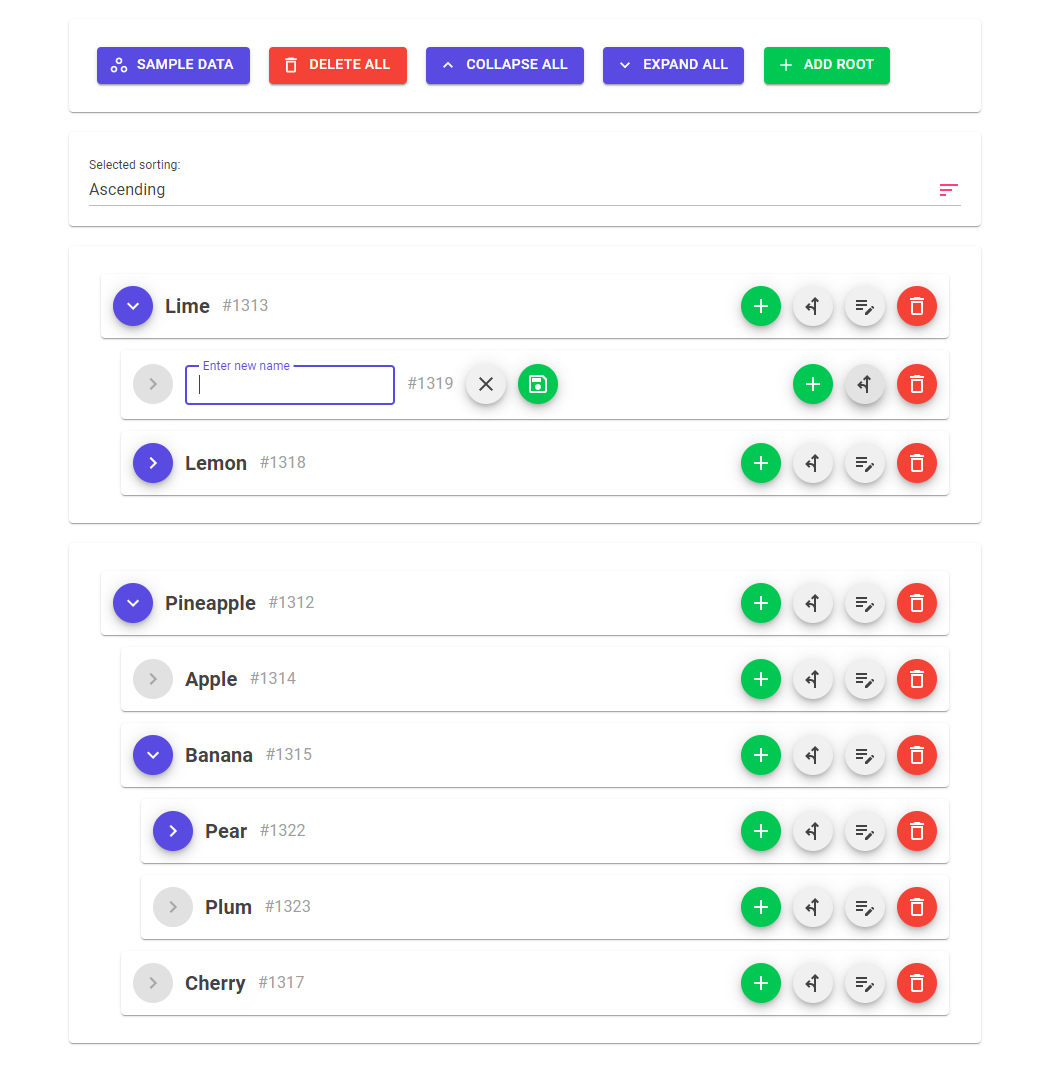 SAMPLE DATA DELETE ALL COLLAPSE ALL EXPAND ALL ADD ROOT
Selected sorting:
Ascending
Lime #1313
Enter new name
#1319
Lemon #1318
Pineapple #1312
Apple #1314
Banana #1315
Pear #1322
Plum #1323
Cherry #1317